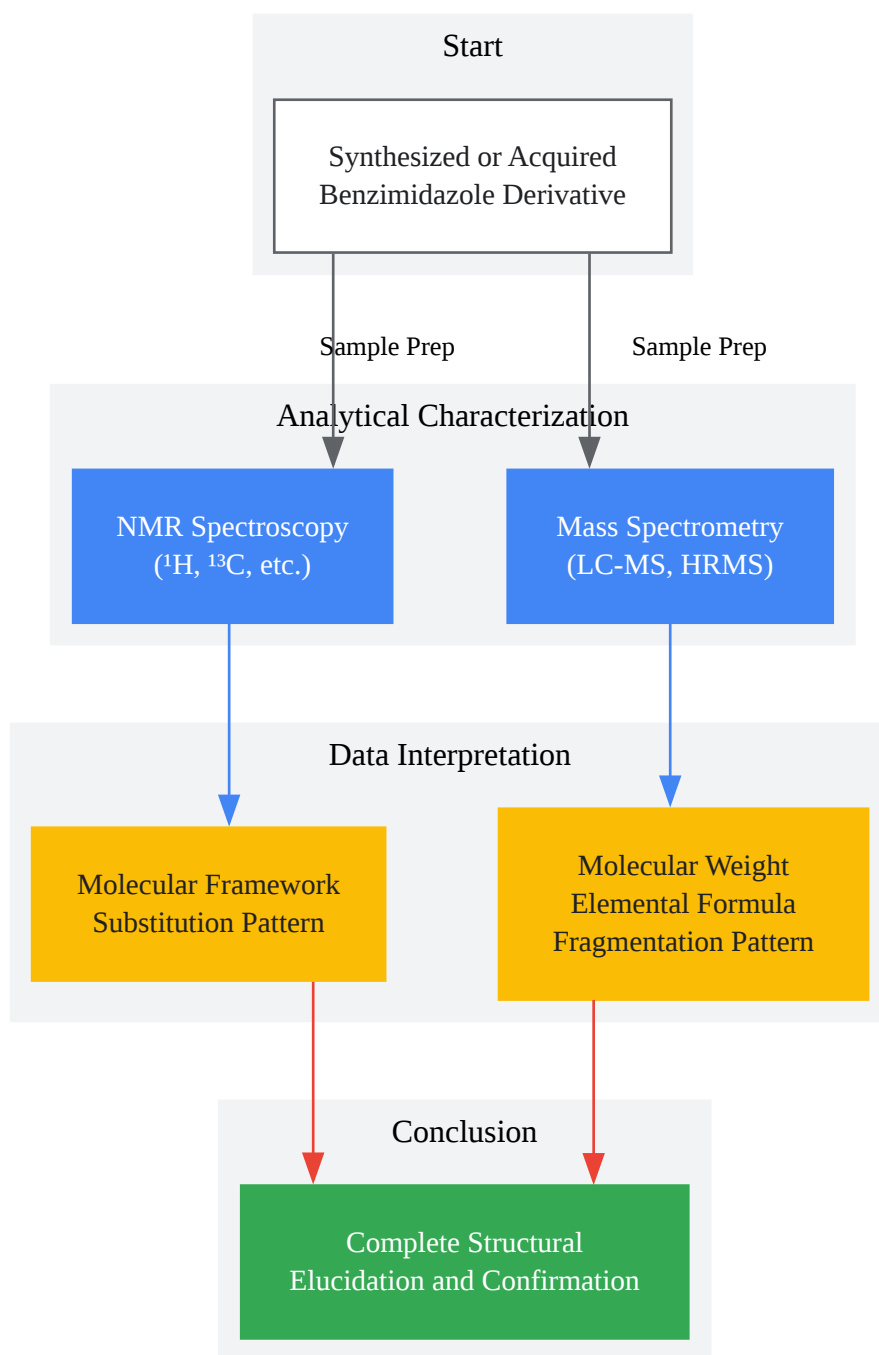 Start
Synthesized or Acquired
Benzimidazole Derivative
Sample Prep
Sample Prep
Analytical Characterization
NMR Spectroscopy
(¹H, ¹³C, etc.)
Mass Spectrometry
(LC-MS, HRMS)
Data Interpretation
Molecular Framework
Substitution Pattern
Molecular Weight
Elemental Formula
Fragmentation Pattern
Conclusion
Complete Structural
Elucidation and Confirmation